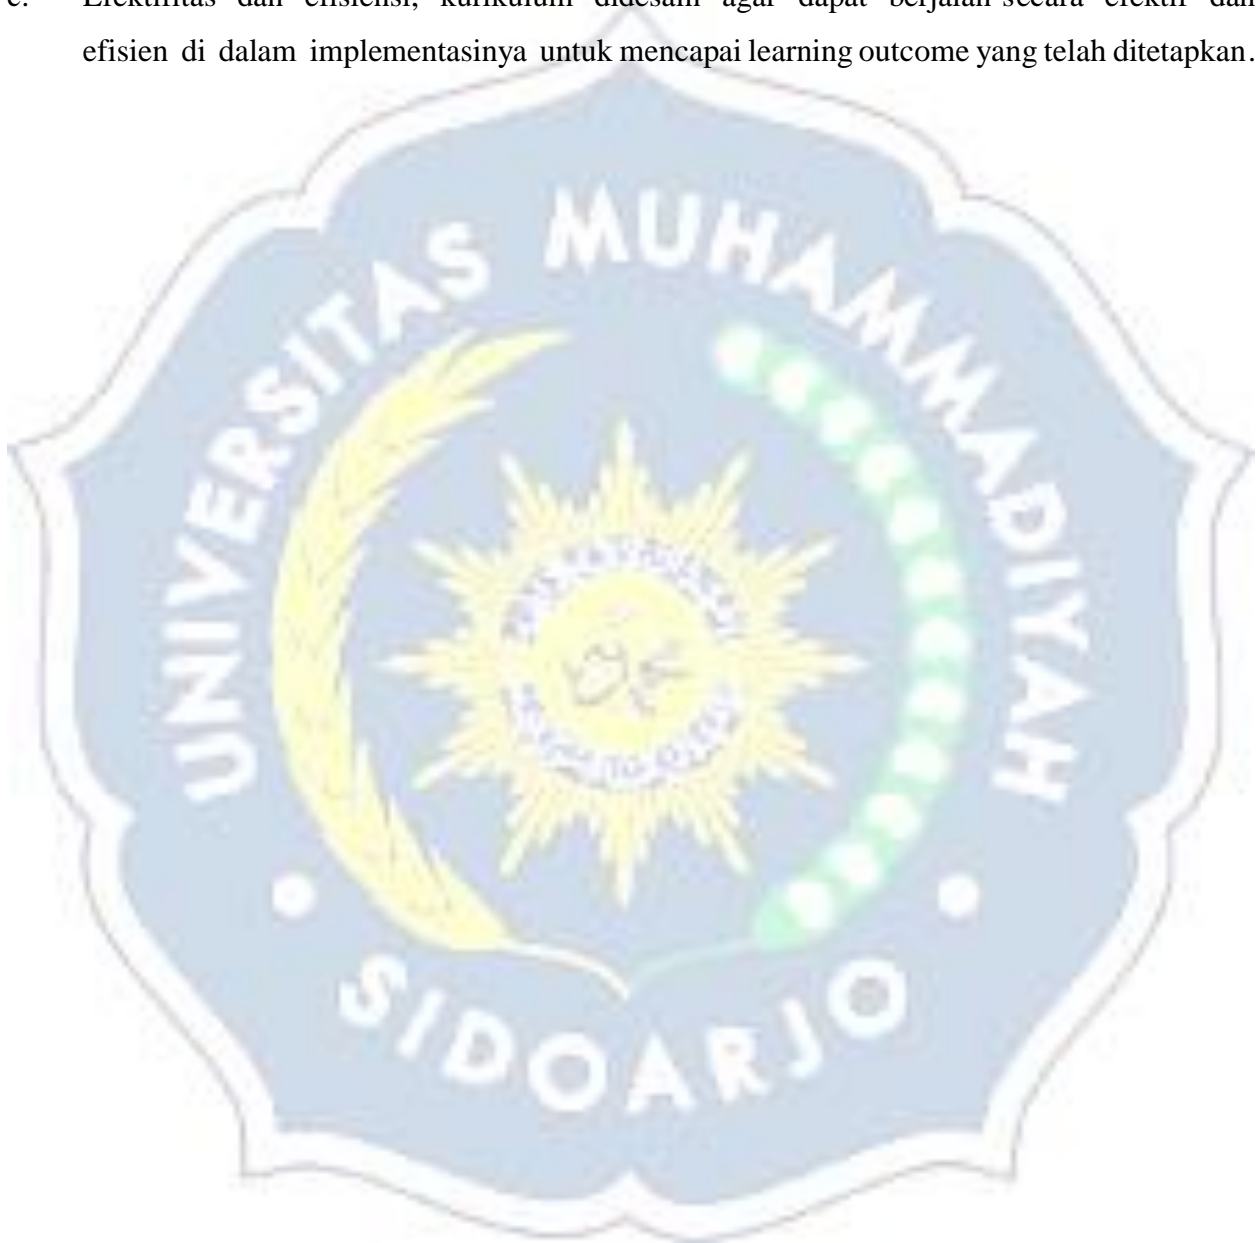 e. Efektifitas dan efisiensi, kurikulum didesain agar dapat berjalan secara efektif dan
efisien di dalam implementasinya untuk mencapai learning outcome yang telah ditetapkan.
UNIVERSITAS MUHAMMADIYAH
SIDOARJO